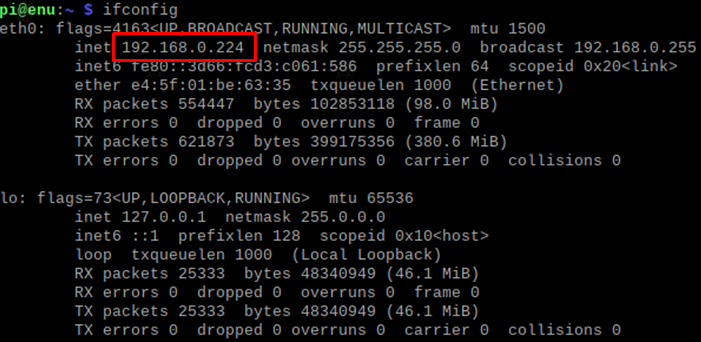 pi@enu:~ $ ifconfig
eth0: flags=4163<UP,BROADCAST,RUNNING,MULTICAST>  mtu 1500
inet 192.168.0.224  netmask 255.255.255.0  broadcast 192.168.0.255
inet6 fe80::3d66:fcd3:c061:586  prefixlen 64  scopeid 0x20<link>
ether e4:5f:01:be:63:35  txqueuelen 1000  (Ethernet)
RX packets 554447  bytes 102853118 (98.0 MiB)
RX errors 0  dropped 0  overruns 0  frame 0
TX packets 621873  bytes 399175356 (380.6 MiB)
TX errors 0  dropped 0 overruns 0  carrier 0  collisions 0
lo: flags=73<UP,LOOPBACK,RUNNING>  mtu 65536
inet 127.0.0.1  netmask 255.0.0.0
inet6 ::1  prefixlen 128  scopeid 0x10<host>
loop  txqueuelen 1000  (Local Loopback)
RX packets 25333  bytes 48340949 (46.1 MiB)
RX errors 0  dropped 0  overruns 0  frame 0
TX packets 25333  bytes 48340949 (46.1 MiB)
TX errors 0  dropped 0 overruns 0  carrier 0  collisions 0